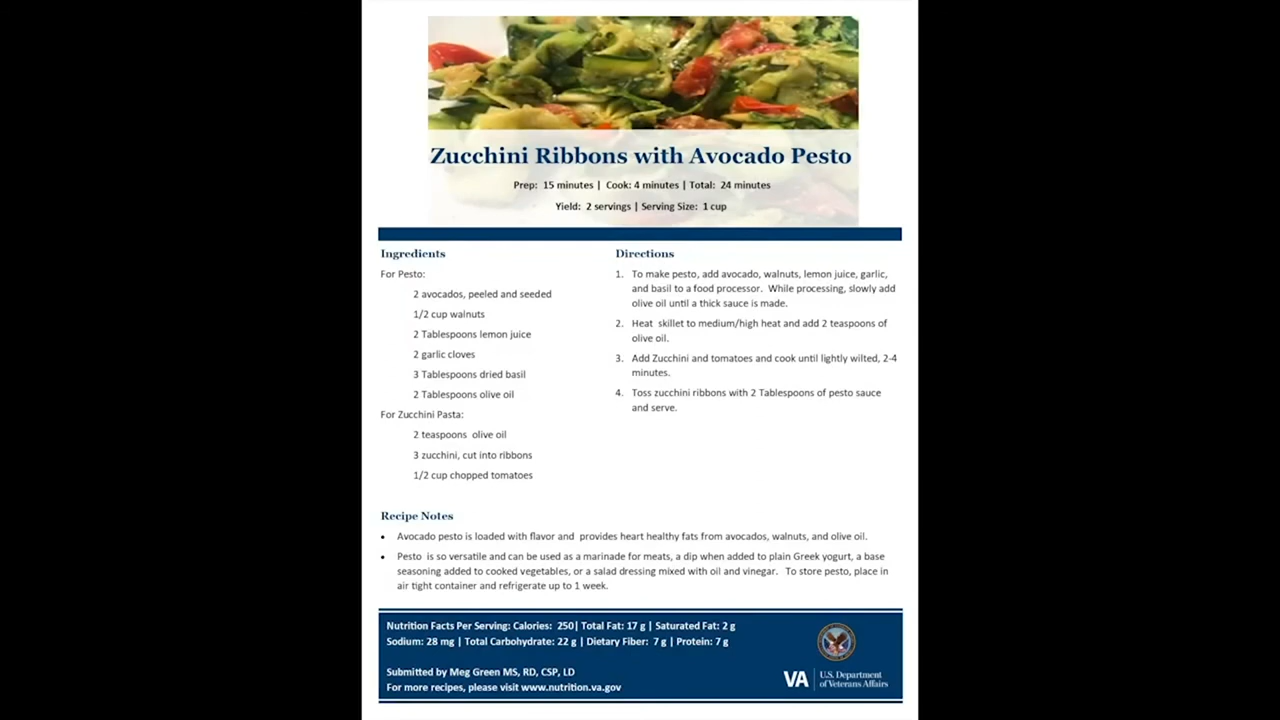 Zucchini Ribbons with Avocado Pesto
Prep: 15 minutes | Cook: 4 minutes | Total: 24 minutes
Yield: 2 servings | Serving Size: 1 cup
Ingredients
For Pesto:
2 avocados, peeled and seeded
1/2 cup walnuts
2 Tablespoons lemon juice
2 garlic cloves
3 Tablespoons dried basil
2 Tablespoons olive oil
For Zucchini Pasta:
2 teaspoons olive oil
3 zucchini, cut into ribbons
1/2 cup chopped tomatoes
Directions
1. To make pesto, add avocado, walnuts, lemon juice, garlic,
and basil to a food processor. While processing, slowly add
olive oil until a thick sauce is made.
2. Heat skillet to medium/high heat and add 2 teaspoons of
olive oil.
3. Add Zucchini and tomatoes and cook until lightly wilted, 2-4
minutes.
4. Toss zucchini ribbons with 2 Tablespoons of pesto sauce
and serve.
Recipe Notes
• Avocado pesto is loaded with flavor and provides heart healthy fats from avocados, walnuts, and olive oil.
• Pesto is so versatile and can be used as a marinade for meats, a dip when added to plain Greek yogurt, a base
seasoning added to cooked vegetables, or a salad dressing mixed with oil and vinegar. To store pesto, place in
air tight container and refrigerate up to 1 week.
Nutrition Facts Per Serving: Calories: 250| Total Fat: 17 g | Saturated Fat: 2 g
Sodium: 28 mg | Total Carbohydrate: 22 g | Dietary Fiber: 7 g | Protein: 7 g
Submitted by Meg Green MS, RD, CSP, LD
For more recipes, please visit www.nutrition.va.gov
VA
U.S. Department
of Veterans Affairs